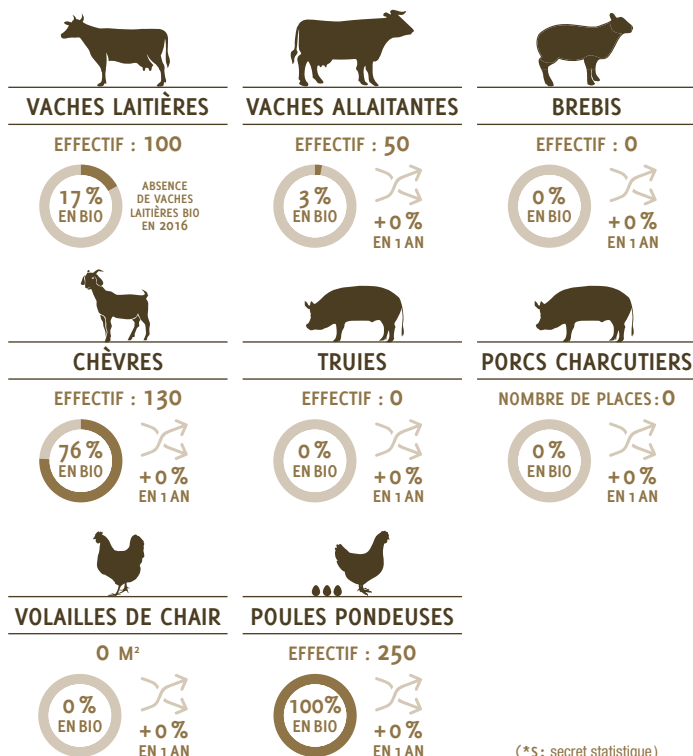 VACHES LAITIÈRES
EFFECTIF : 100
17 %
EN BIO
ABSENCE
DE VACHES
LAITIÈRES BIO
EN 2016
VACHES ALLAITANTES
EFFECTIF : 50
3 %
EN BIO
+0 %
EN 1 AN
BREBIS
EFFECTIF : 0
0 %
EN BIO
+0 %
EN 1 AN
CHÈVRES
EFFECTIF : 130
76 %
EN BIO
+0 %
EN 1 AN
TRUIES
EFFECTIF : 0
0 %
EN BIO
+0 %
EN 1 AN
PORCS CHARCUTIERS
NOMBRE DE PLACES : 0
0 %
EN BIO
+0 %
EN 1 AN
VOLAILLES DE CHAIR
0 M²
0 %
EN BIO
+0 %
EN 1 AN
POULES PONDEUSES
EFFECTIF : 250
100%
EN BIO
+0 %
EN 1 AN
(*S : secret statistique)